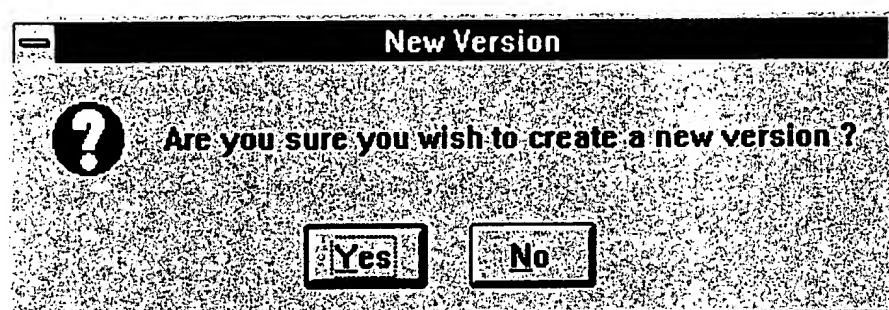 New Version
Are you sure you wish to create a new version ?
Yes
No